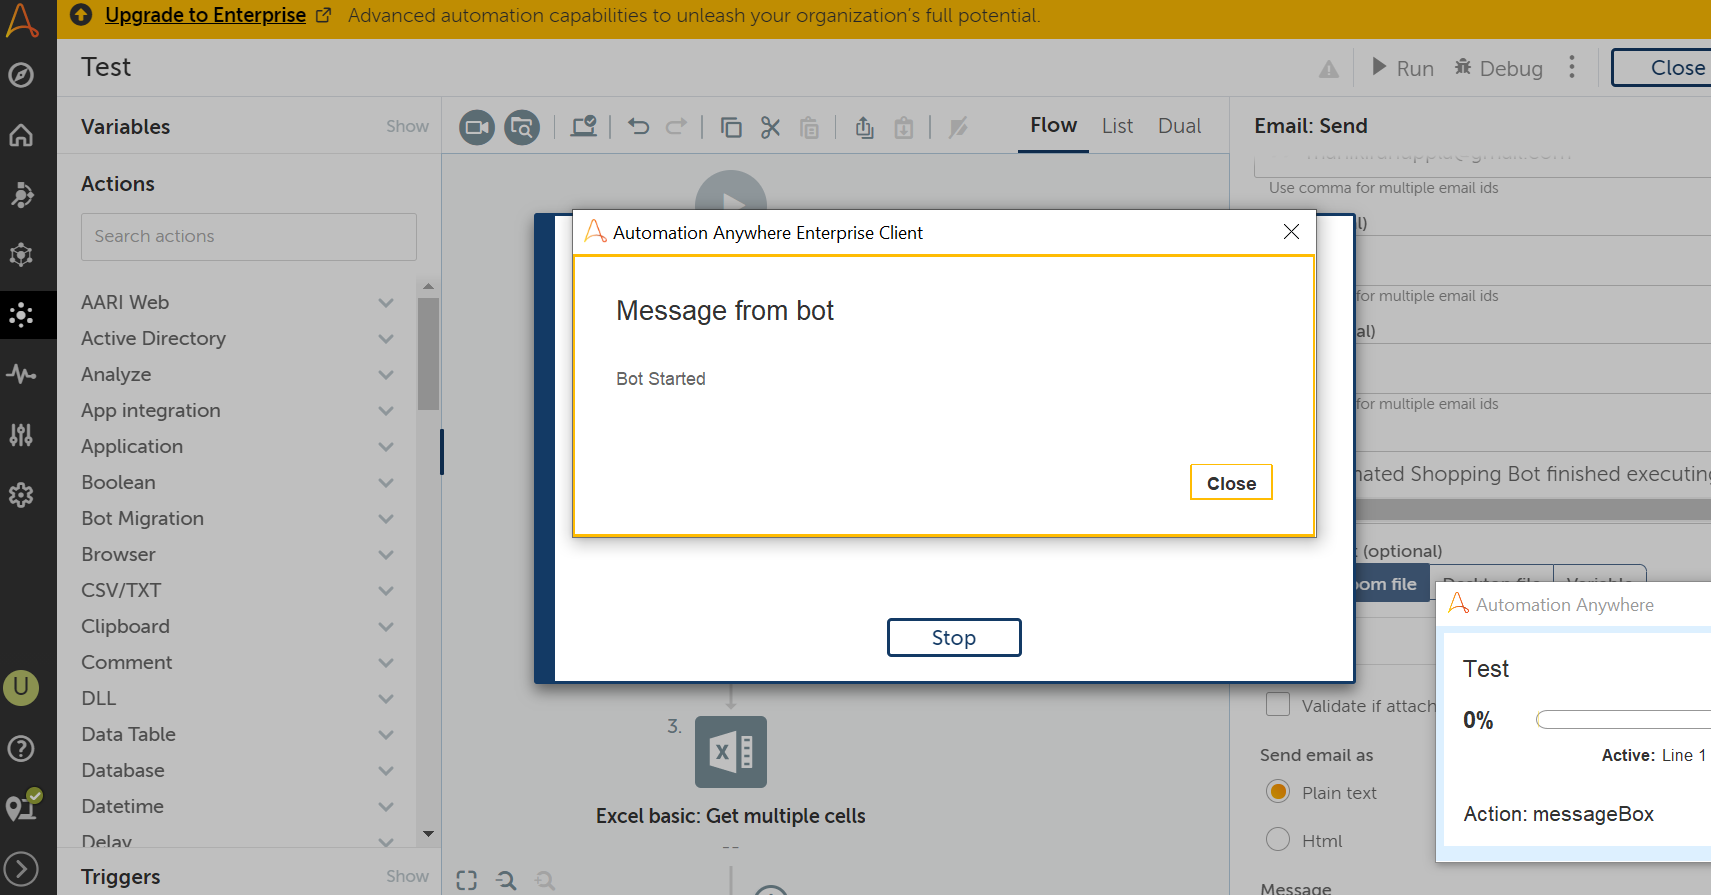 Upgrade to Enterprise Advanced automation capabilities to unleash your organization's full potential.
Test
Run Debug Close
Variables Show
Flow List Dual
Email: Send
Use comma for multiple email ids
Actions
Search actions
AARI Web
Active Directory
Analyze
App integration
Application
Boolean
Bot Migration
Browser
CSV/TXT
Clipboard
Comment
DLL
Data Table
Database
Datetime
Delay
Triggers Show
Automation Anywhere Enterprise Client
Message from bot
Bot Started
Close
Stop
3.
Excel basic: Get multiple cells
--
l)
for multiple email ids
al)
for multiple email ids
nated Shopping Bot finished executing
(optional)
om file Desktop file Variable
Validate if attach
Send email as
Plain text
Html
Message
Automation Anywhere
Test
0%
Active: Line 1
Action: messageBox
U